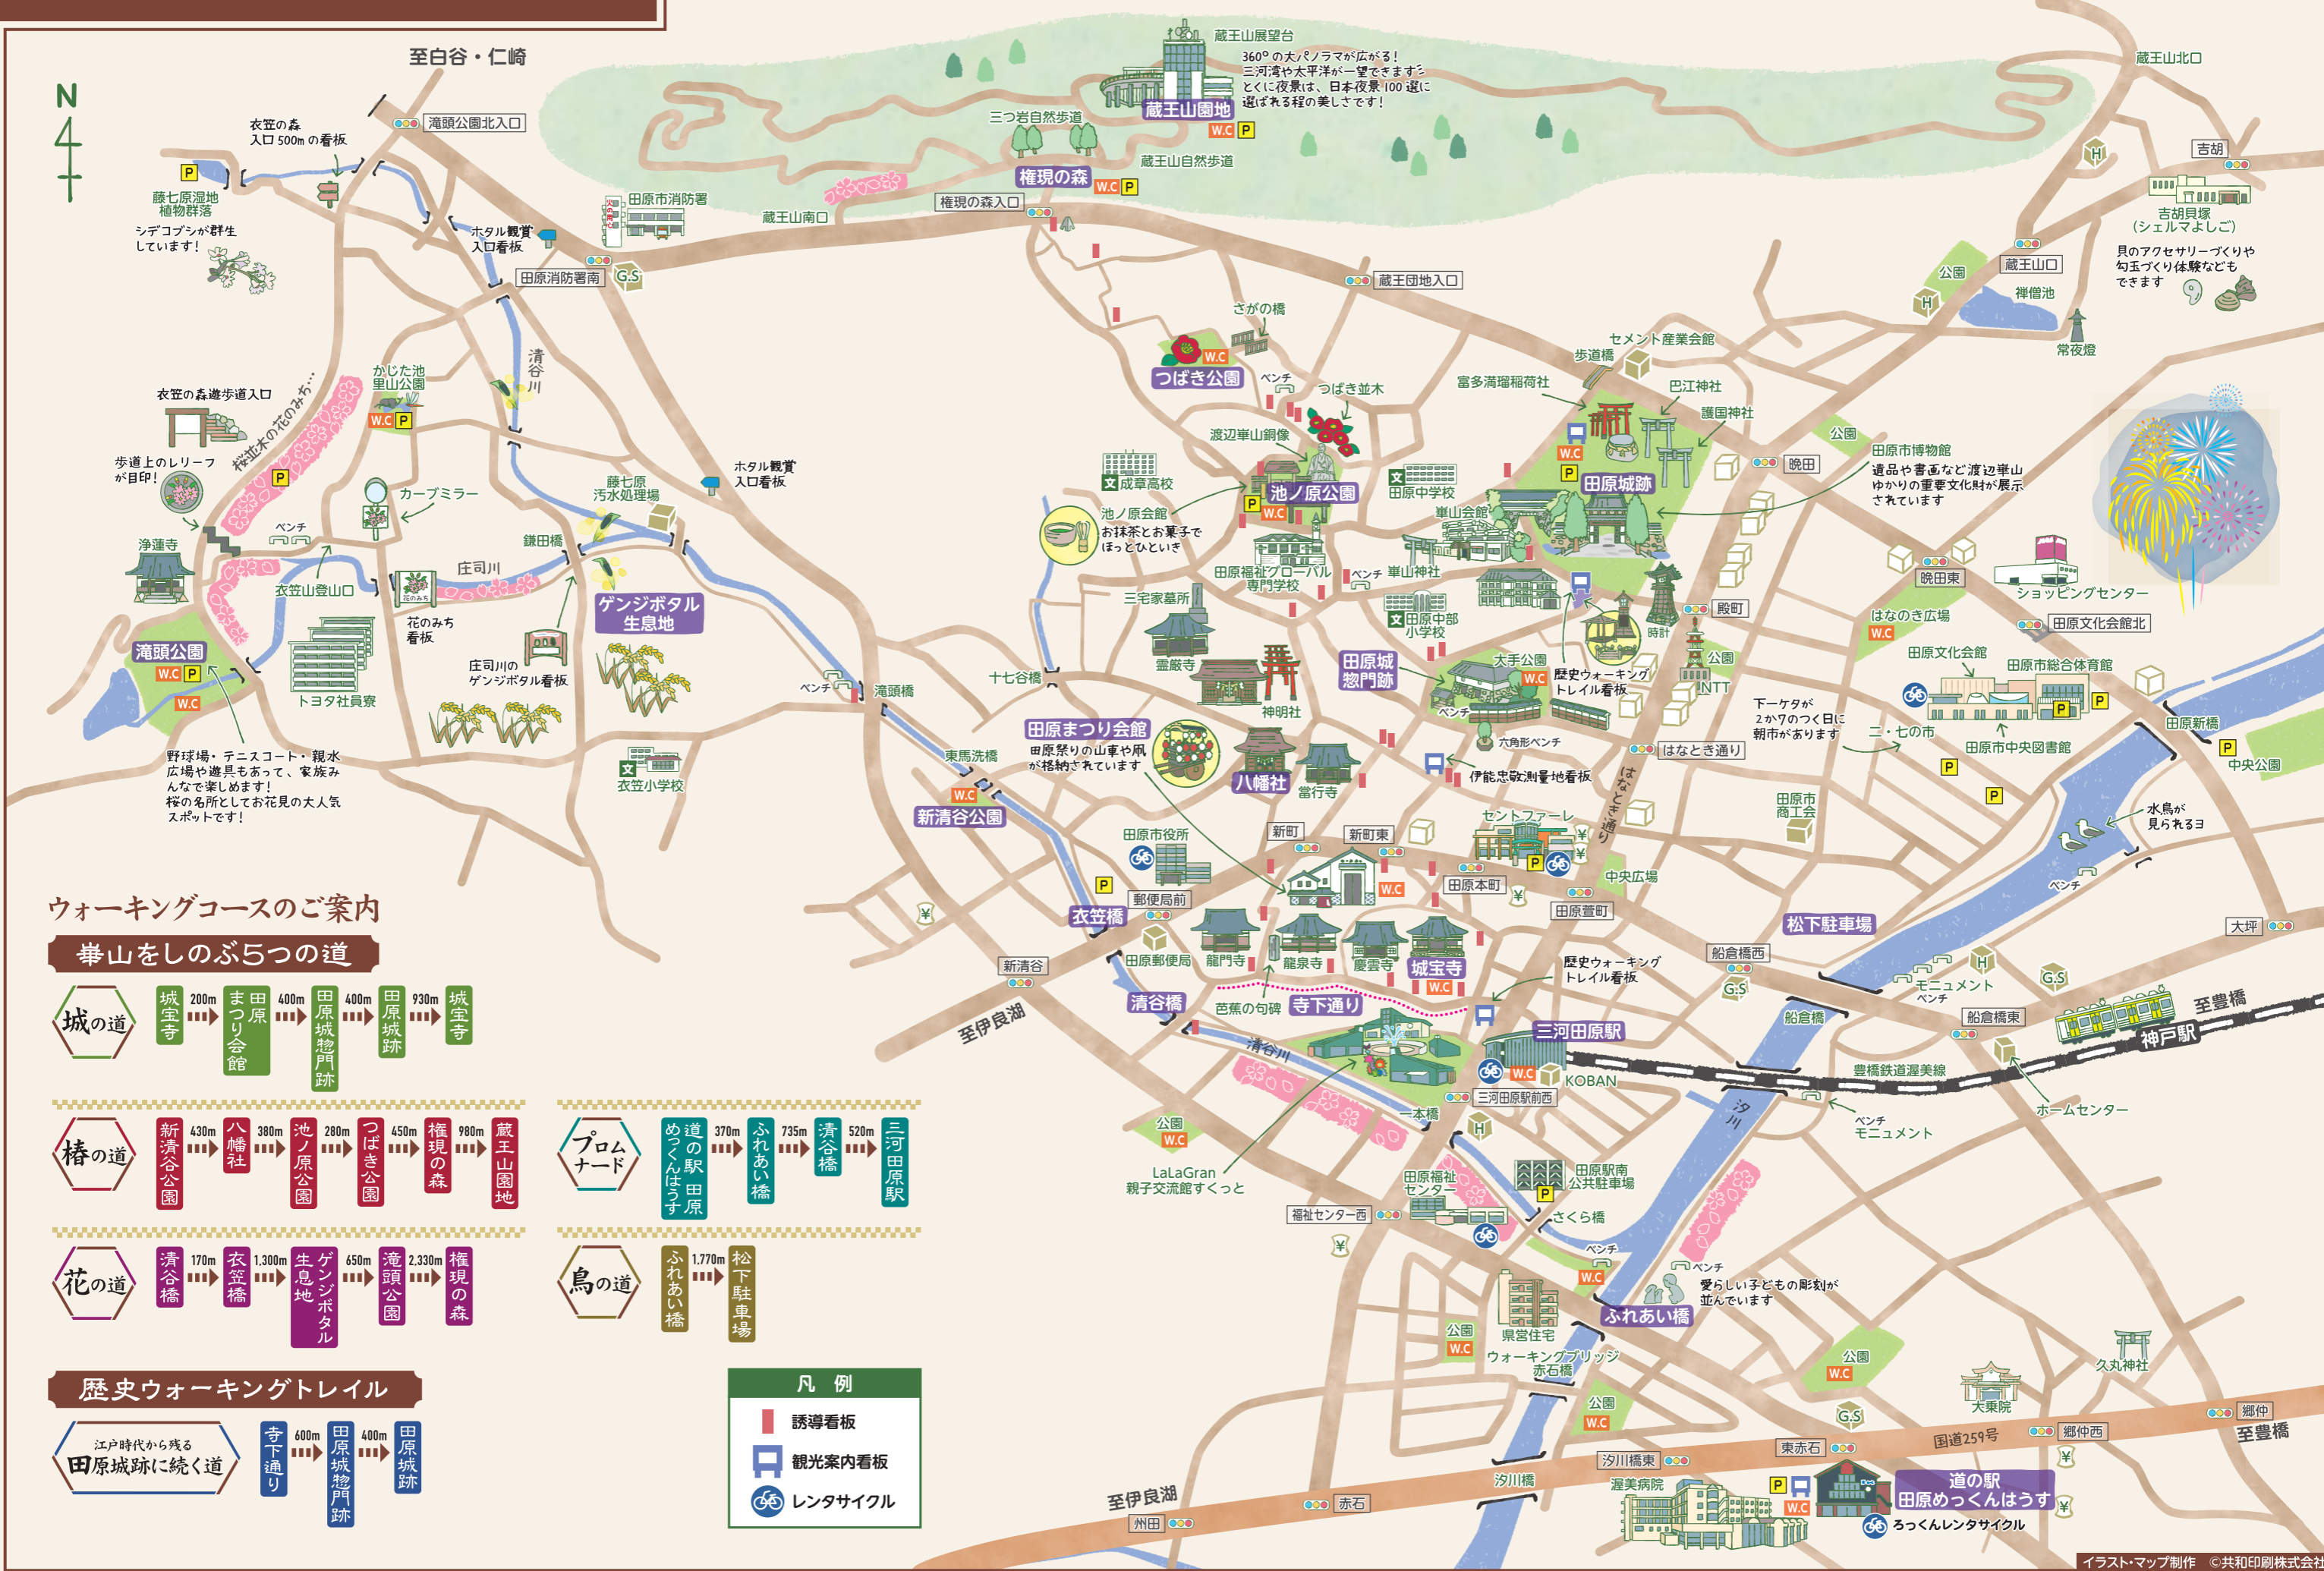 至白谷・仁崎
N
滝頭公園北入口
衣笠の森
入口500mの看板
P
藤七原湿地
植物群落
シデコブシが群生
しています!
ホタル観賞
入口看板
田原市消防署
田原消防署南
G.S
蔵王山展望台
360°の大パノラマが広がる!
三河湾や太平洋が一望できます
とくに夜景は、日本夜景100選に
選ばれる程の美しさです!
蔵王山園地
W.C P
三つ岩自然歩道
蔵王山自然歩道
権現の森
W.C P
権現の森入口
蔵王山南口
蔵王団地入口
蔵王山北口
H
吉胡
吉胡貝塚
(シェルマよしご)
貝のアクセサリーづくりや
勾玉づくり体験なども
できます
蔵王山口
公園
H
禅僧池
常夜燈
清谷川
かじた池
里山公園
W.C P
衣笠の森遊歩道入口
桜並木の花のみち…
歩道上のレリーフ
が目印!
P
カーブミラー
ベンチ
浄蓮寺
衣笠山登山口
庄司川
鎌田橋
藤七原
汚水処理場
ホタル観賞
入口看板
花のみち
花のみち
看板
ゲンジボタル
生息地
庄司川の
ゲンジボタル看板
滝頭公園
W.C P
W.C
トヨタ社員寮
野球場・テニスコート・親水
広場や遊具もあって、家族み
んなで楽しめます!
桜の名所としてお花見の大人気
スポットです!
文
衣笠小学校
ベンチ
滝頭橋
さがの橋
W.C
つばき公園
ベンチ
つばき並木
渡辺崋山銅像
文成章高校
池ノ原会館
お抹茶とお菓子で
ほっとひといき
池ノ原公園
P W.C
文
田原中学校
崋山会館
田原福祉グローバル
専門学校
ベンチ
崋山神社
文田原中部
小学校
セメント産業会館
歩道橋
富多満瑠稲荷社
巴江神社
護国神社
W.C
P
田原城跡
公園
晩田
田原市博物館
遺品や書画など渡辺崋山
ゆかりの重要文化財が展示
されています
晩田東
ショッピングセンター
はなのき広場
W.C
田原文化会館北
殿町
時計
公園
NTT
三宅家墓所
霊巌寺
神明社
十七谷橋
田原城
惣門跡
大手公園
W.C
ベンチ
六角形ベンチ
歴史ウォーキング
トレイル看板
はなとき通り
はなとき通り
伊能忠敬測量地看板
田原まつり会館
田原祭りの山車や凧
が格納されています
八幡社
當行寺
東馬洗橋
W.C
新清谷公園
下一ケタが
2か7のつく日に
朝市があります
二・七の市
田原文化会館
田原市総合体育館
P
P
田原市中央図書館
P
P
田原新橋
P
中央公園
水鳥が
見られるヨ
ベンチ
田原市
商工会
田原市役所
新町
新町東
セントファーレ
P
¥
¥
W.C
田原本町
¥
中央広場
田原萱町
P
衣笠橋
郵便局前
田原郵便局
¥
新清谷
龍門寺
龍泉寺
慶雲寺
城宝寺
W.C
芭蕉の句碑
寺下通り
歴史ウォーキング
トレイル看板
至伊良湖
清谷橋
清谷川
三河田原駅
W.C
KOBAN
三河田原駅前西
松下駐車場
船倉橋西
G.S
船倉橋
H
モニュメント
ベンチ
G.S
船倉橋東
大坪
至豊橋
神戸駅
豊橋鉄道渥美線
ホームセンター
ベンチ
モニュメント
汐川
公園
W.C
LaLaGran
親子交流館すくっと
一本橋
H
田原駅南
公共駐車場
P
田原福祉
センター
福祉センター西
¥
さくら橋
ベンチ
W.C
ベンチ
愛らしい子どもの彫刻が
並んでいます
ふれあい橋
県営住宅
公園
W.C
ウォーキングブリッジ
赤石橋
公園
W.C
公園
W.C
大乗院
久丸神社
G.S
国道259号
郷仲西
郷仲
至豊橋
¥
東赤石
汐川橋東
汐川橋
渥美病院
P
W.C
道の駅
田原めっくんはうす
¥
ろっくんレンタサイクル
至伊良湖
赤石
州田
ウォーキングコースのご案内
崋山をしのぶ5つの道
城の道
城宝寺 200m 田原まつり会館 400m 田原城惣門跡 400m 田原城跡 930m 城宝寺
椿の道
新清谷公園 430m 八幡社 380m 池ノ原公園 280m つばき公園 450m 権現の森 980m 蔵王山園地
プロムナード
道の駅 田原めっくんはうす 370m ふれあい橋 735m 清谷橋 520m 三河田原駅
花の道
清谷橋 170m 衣笠橋 1,300m ゲンジボタル生息地 650m 滝頭公園 2,330m 権現の森
鳥の道
ふれあい橋 1,770m 松下駐車場
歴史ウォーキングトレイル
江戸時代から残る
田原城跡に続く道
寺下通り 600m 田原城惣門跡 400m 田原城跡
凡 例
誘導看板
観光案内看板
レンタサイクル
イラスト・マップ制作 ©共和印刷株式会社